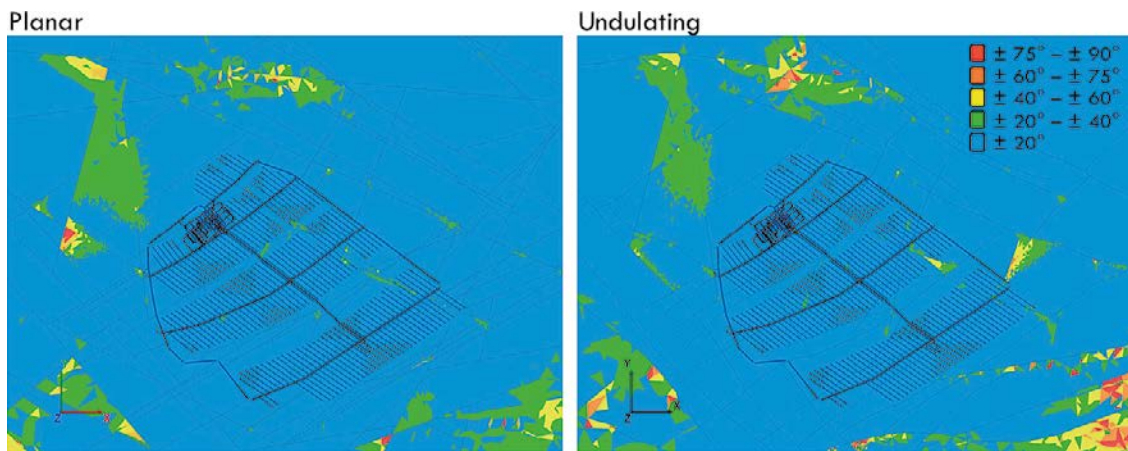 Planar
Undulating
± 75° – ± 90°
± 60° – ± 75°
± 40° – ± 60°
± 20° – ± 40°
± 20°
Y
Z
X
Y
Z
X